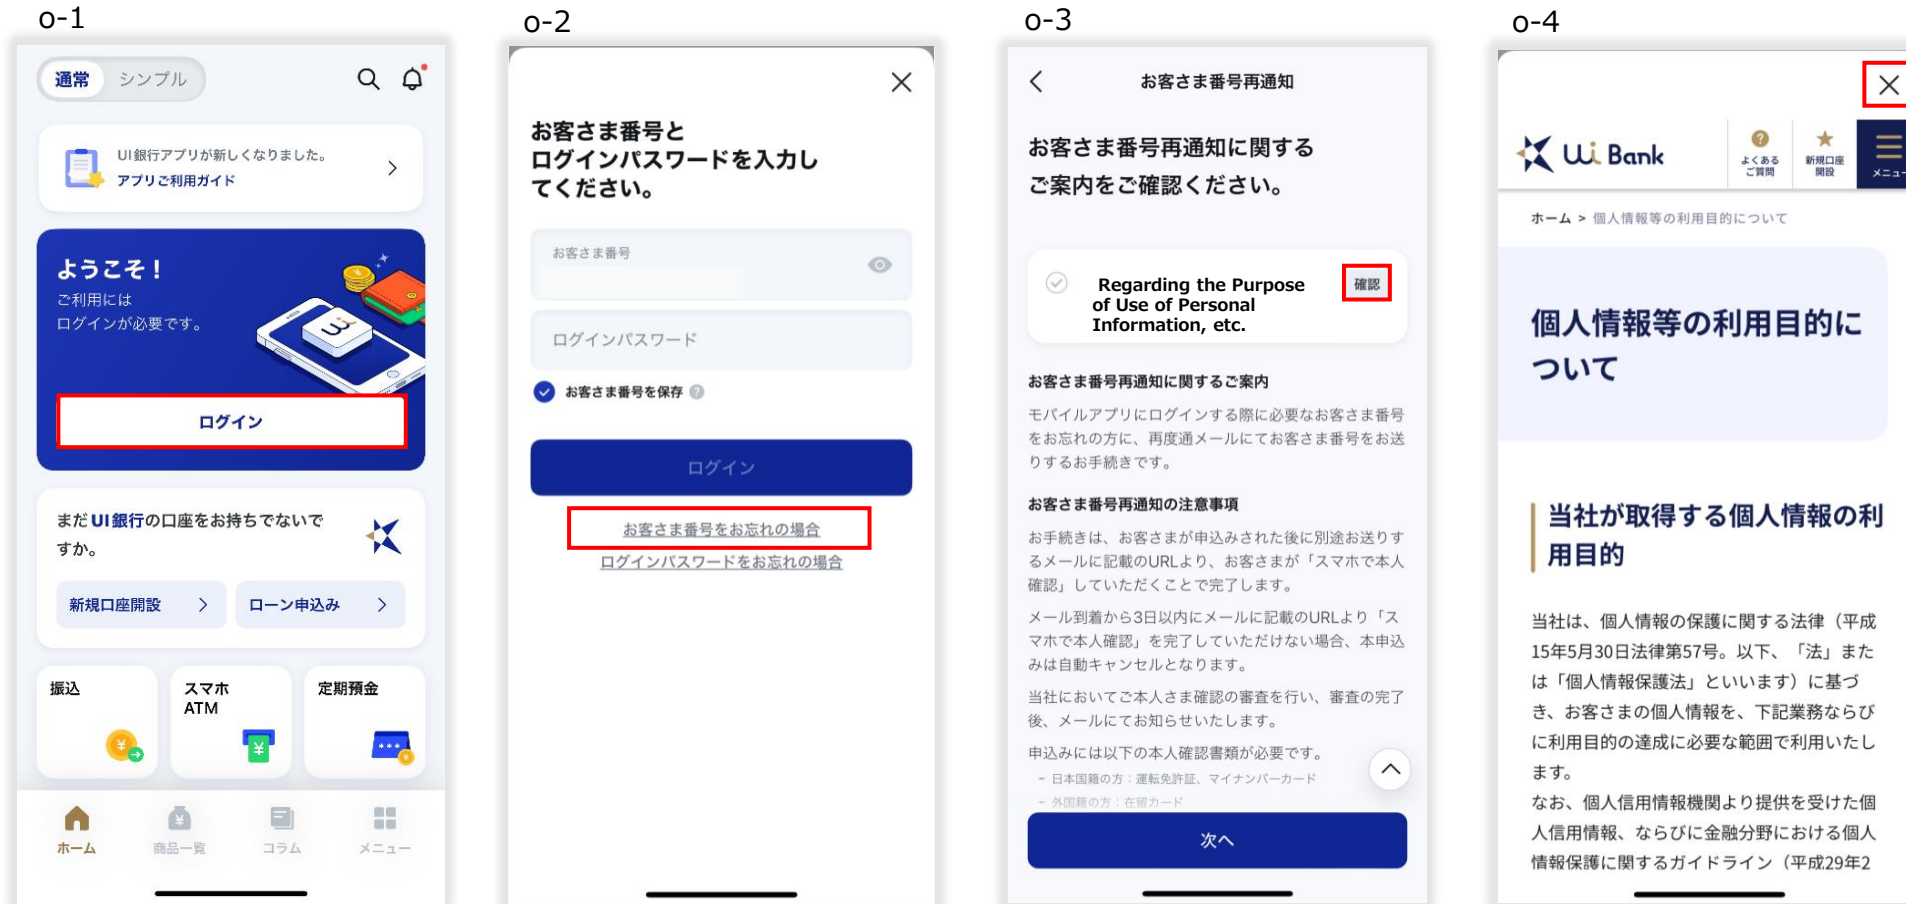 o-1
通常 シンプル
UI銀行アプリが新しくなりました。
アプリご利用ガイド
ようこそ！
ご利用には
ログインが必要です。
ログイン
まだUI銀行の口座をお持ちでないで
すか。
新規口座開設
ローン申込み
振込
スマホ
ATM
定期預金
ホーム
商品一覧
コラム
メニュー
o-2
お客さま番号と
ログインパスワードを入力し
てください。
お客さま番号
ログインパスワード
お客さま番号を保存
ログイン
お客さま番号をお忘れの場合
ログインパスワードをお忘れの場合
o-3
お客さま番号再通知
お客さま番号再通知に関する
ご案内をご確認ください。
Regarding the Purpose
of Use of Personal
Information, etc.
確認
お客さま番号再通知に関するご案内
モバイルアプリにログインする際に必要なお客さま番号
をお忘れの方に、再度通メールにてお客さま番号をお送
りするお手続きです。
お客さま番号再通知の注意事項
お手続きは、お客さまが申込みされた後に別途お送りす
るメールに記載のURLより、お客さまが「スマホで本人
確認」していただくことで完了します。
メール到着から3日以内にメールに記載のURLより「ス
マホで本人確認」を完了していただけない場合、本申込
みは自動キャンセルとなります。
当社においてご本人さま確認の審査を行い、審査の完了
後、メールにてお知らせいたします。
申込みには以下の本人確認書類が必要です。
- 日本国籍の方：運転免許証、マイナンバーカード
- 外国籍の方：在留カード
次へ
o-4
Ui Bank
よくある
ご質問
新規口座
開設
メニュー
ホーム > 個人情報等の利用目的について
個人情報等の利用目的に
ついて
当社が取得する個人情報の利
用目的
当社は、個人情報の保護に関する法律（平成
15年5月30日法律第57号。以下、「法」また
は「個人情報保護法」といいます）に基づ
き、お客さまの個人情報を、下記業務ならび
に利用目的の達成に必要な範囲で利用いたし
ます。
なお、個人信用情報機関より提供を受けた個
人信用情報、ならびに金融分野における個人
情報保護に関するガイドライン（平成29年2